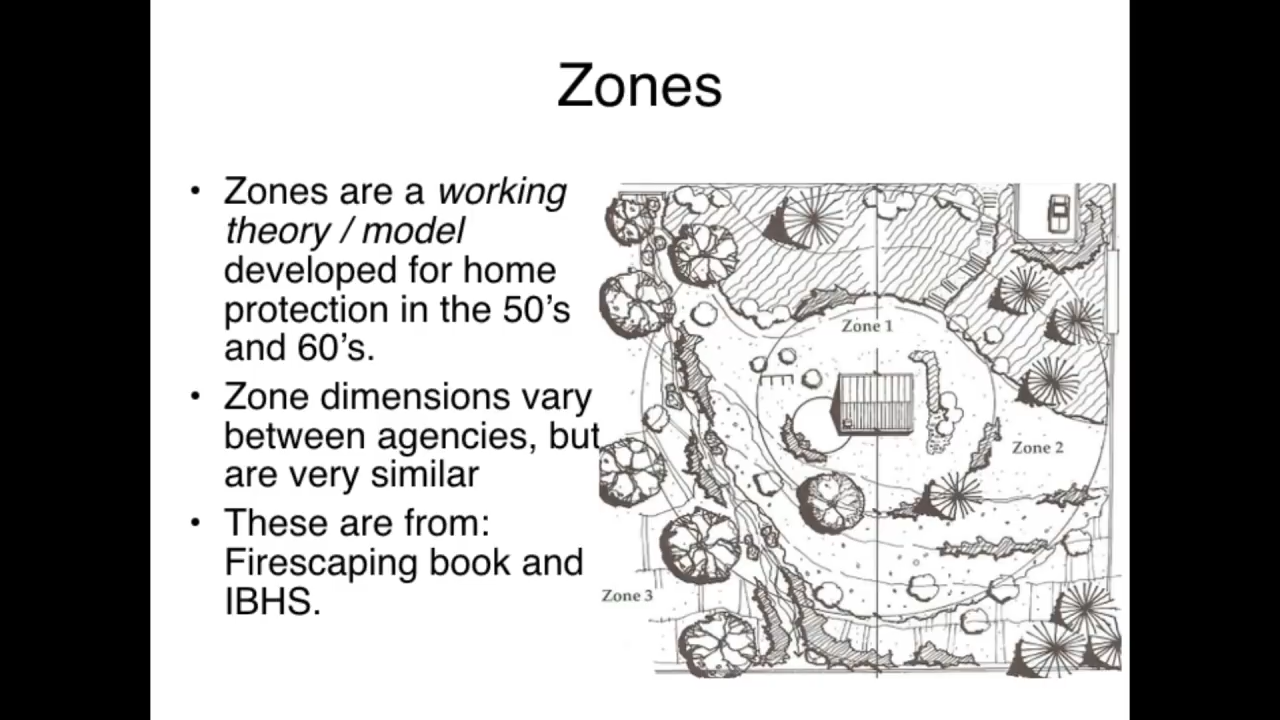 Zones
• Zones are a working
theory / model
developed for home
protection in the 50’s
and 60’s.
• Zone dimensions vary
between agencies, but
are very similar
• These are from:
Firescaping book and
IBHS.
Zone 1
Zone 2
Zone 3